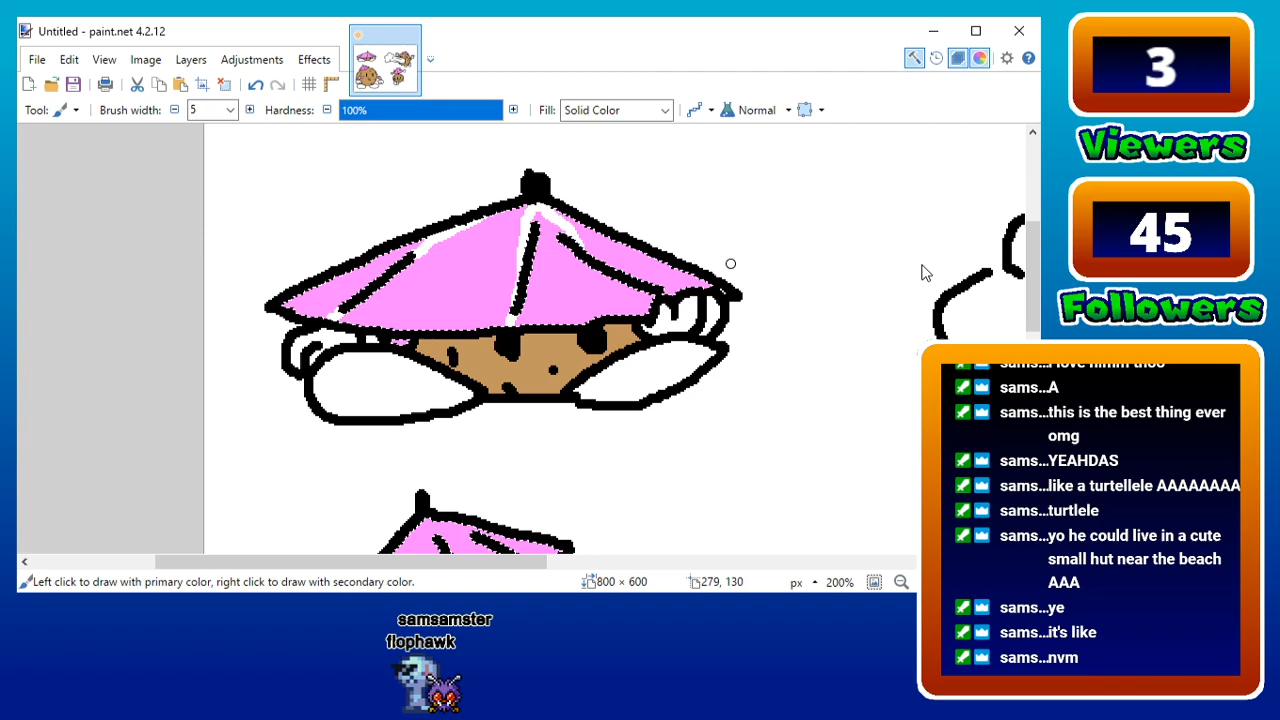 Untitled - paint.net 4.2.12
File Edit View Image Layers Adjustments Effects
Tool: Brush width: 5 Hardness: 100% Fill: Solid Color Normal
3
Viewers
45
Followers
sams...A
sams...this is the best thing ever
omg
sams...YEAHDAS
sams...like a turtellele AAAAAAAA
sams...turtlele
sams...yo he could live in a cute
small hut near the beach
AAA
sams...ye
sams...it's like
sams...nvm
Left click to draw with primary color, right click to draw with secondary color. 800 × 600 279, 130 px 200%
samsamster
flophawk